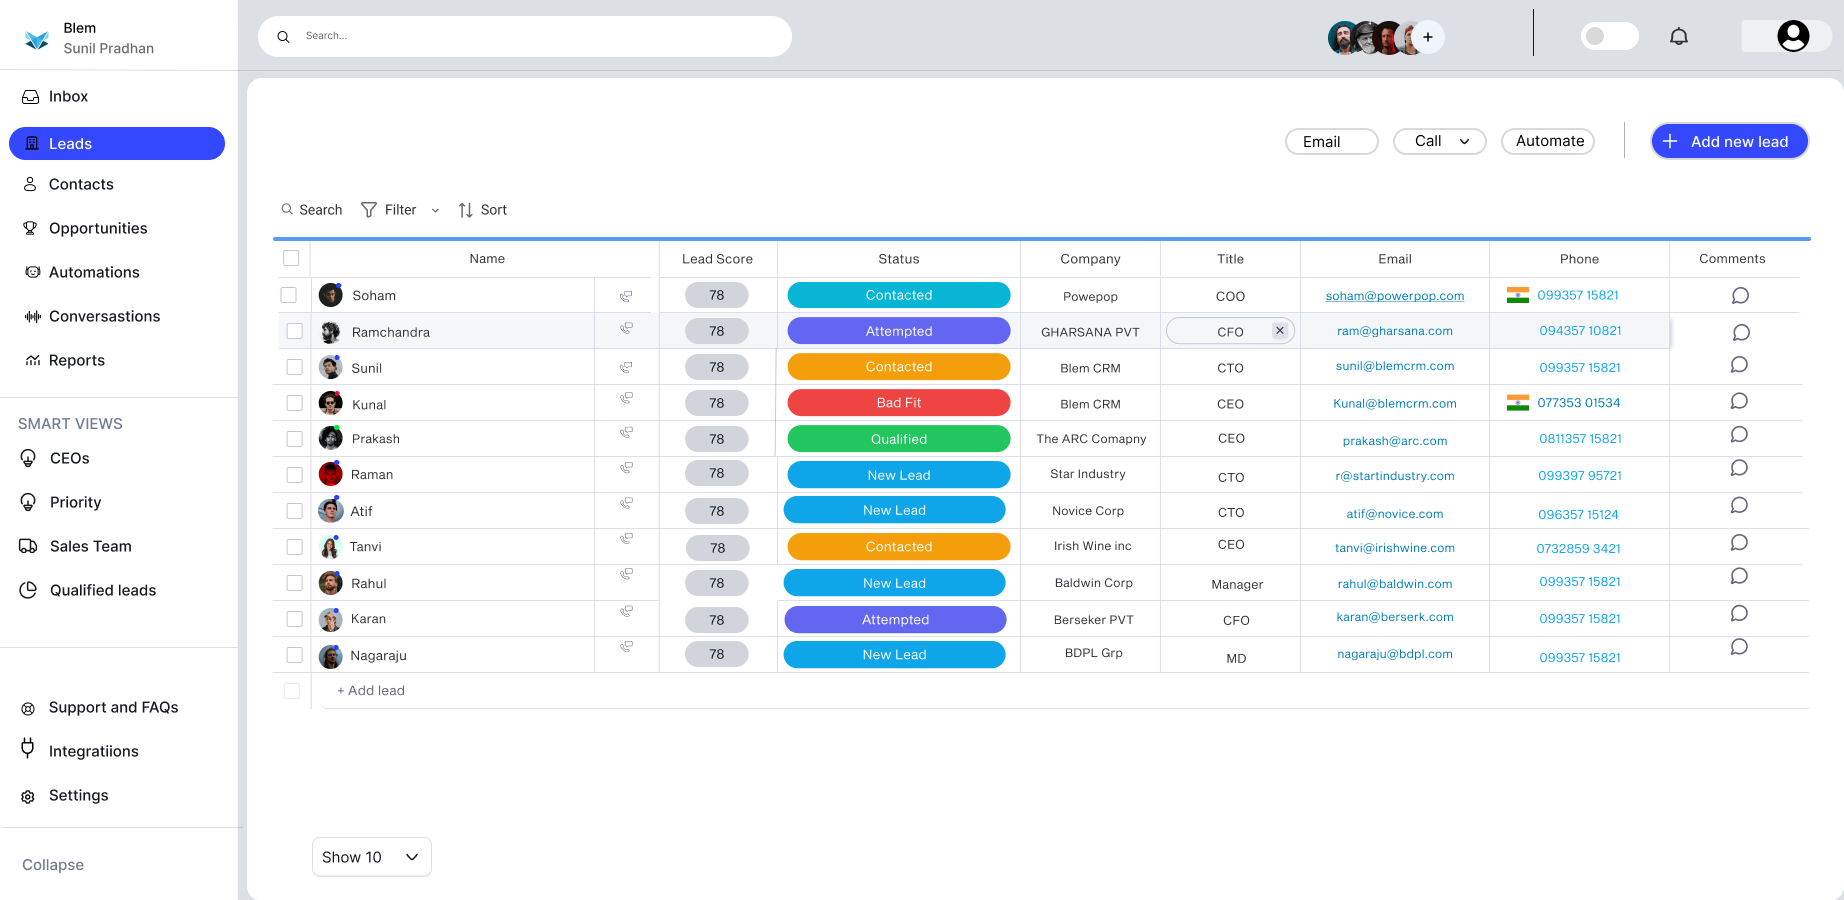 Blem
Sunil Pradhan
Search...
+
Inbox
Leads
Contacts
Opportunities
Automations
Conversastions
Reports
SMART VIEWS
CEOs
Priority
Sales Team
Qualified leads
Support and FAQs
Integratiions
Settings
Collapse
Email
Call
Automate
+ Add new lead
Search Filter Sort
Name Lead Score Status Company Title Email Phone Comments
Soham 78 Contacted Powepop COO soham@powerpop.com 099357 15821
Ramchandra 78 Attempted GHARSANA PVT CFO ram@gharsana.com 094357 10821
Sunil 78 Contacted Blem CRM CTO sunil@blemcrm.com 099357 15821
Kunal 78 Bad Fit Blem CRM CEO Kunal@blemcrm.com 077353 01534
Prakash 78 Qualified The ARC Comapny CEO prakash@arc.com 0811357 15821
Raman 78 New Lead Star Industry CTO r@startindustry.com 099397 95721
Atif 78 New Lead Novice Corp CTO atif@novice.com 096357 15124
Tanvi 78 Contacted Irish Wine inc CEO tanvi@irishwine.com 0732859 3421
Rahul 78 New Lead Baldwin Corp Manager rahul@baldwin.com 099357 15821
Karan 78 Attempted Berseker PVT CFO karan@berserk.com 099357 15821
Nagaraju 78 New Lead BDPL Grp MD nagaraju@bdpl.com 099357 15821
+ Add lead
Show 10